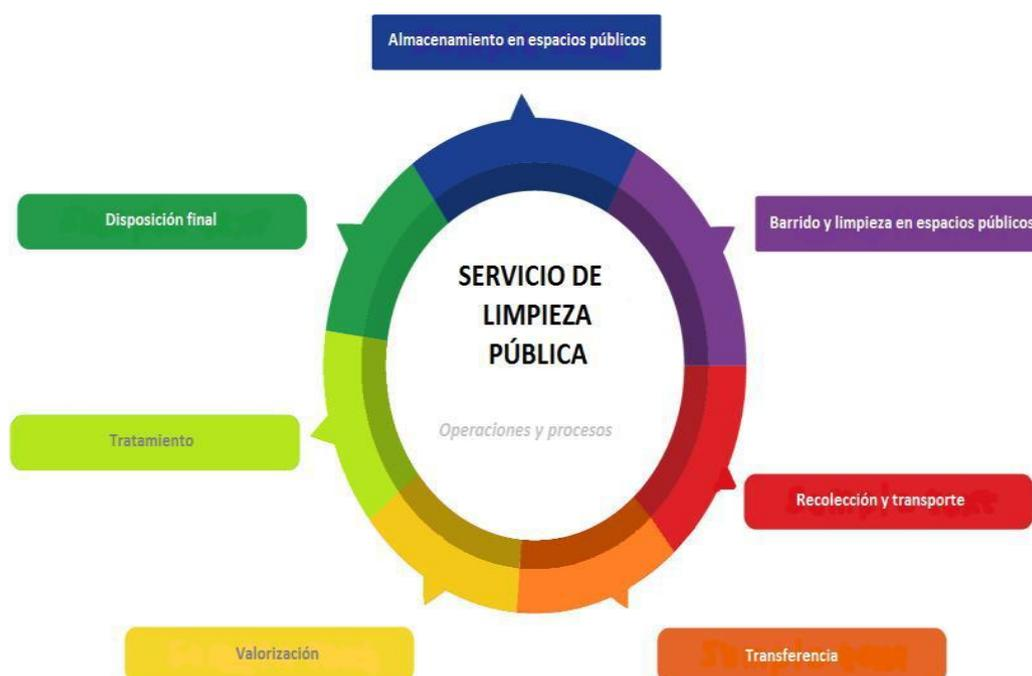 Almacenamiento en espacios públicos
Disposición final
Barrido y limpieza en espacios públicos
SERVICIO DE
LIMPIEZA
PÚBLICA
Operaciones y procesos
Tratamiento
Recolección y transporte
Valorización
Transferencia